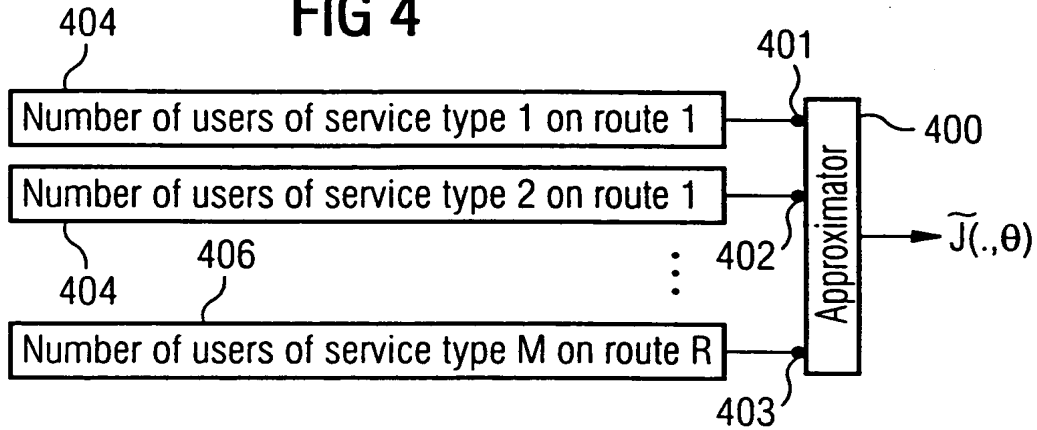 FIG 4
404
401
Number of users of service type 1 on route 1
400
Number of users of service type 2 on route 1
Approximator
J̃(.,θ)
404
406
402
⋮
Number of users of service type M on route R
403